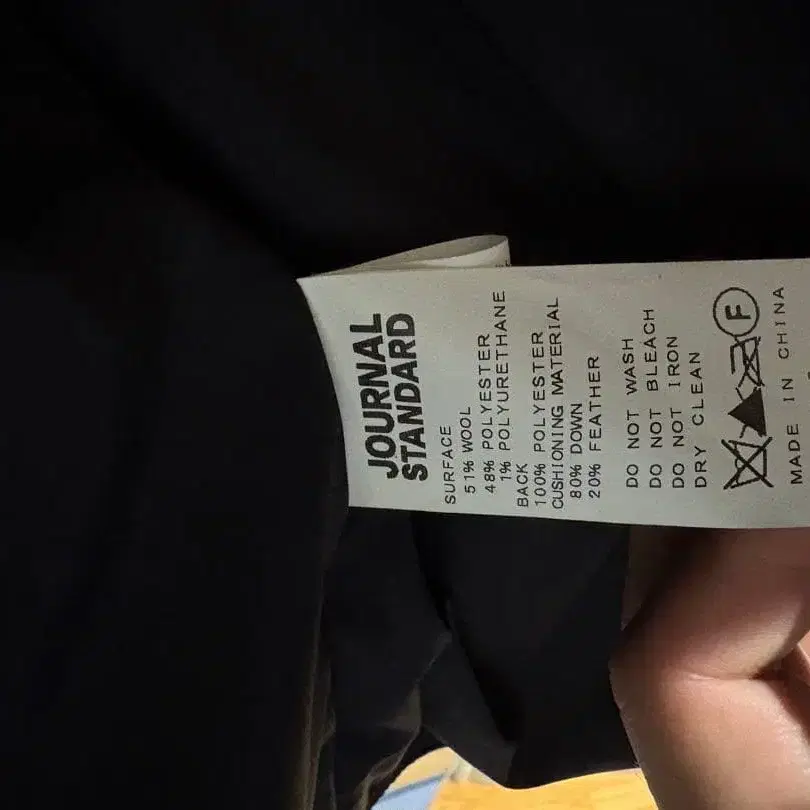 JOURNAL
STANDARD
SURFACE
51% WOOL
48% POLYESTER
1% POLYURETHANE
BACK
100% POLYESTER
CUSHIONING MATERIAL
80% DOWN
20% FEATHER
DO NOT WASH
DO NOT BLEACH
DO NOT IRON
DRY CLEAN
F
MADE IN CHINA